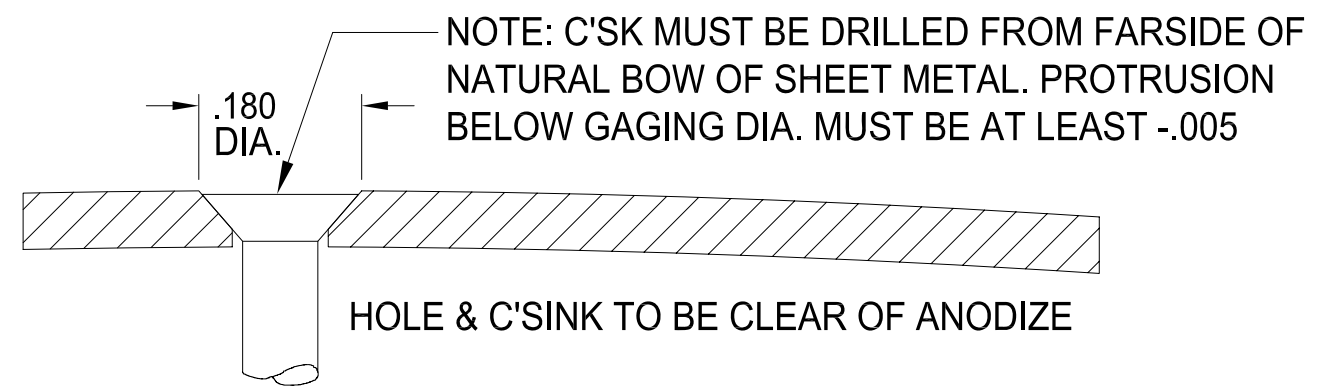 NOTE: C'SK MUST BE DRILLED FROM FARSIDE OF
NATURAL BOW OF SHEET METAL. PROTRUSION
BELOW GAGING DIA. MUST BE AT LEAST -.005
.180
DIA.
HOLE & C'SINK TO BE CLEAR OF ANODIZE